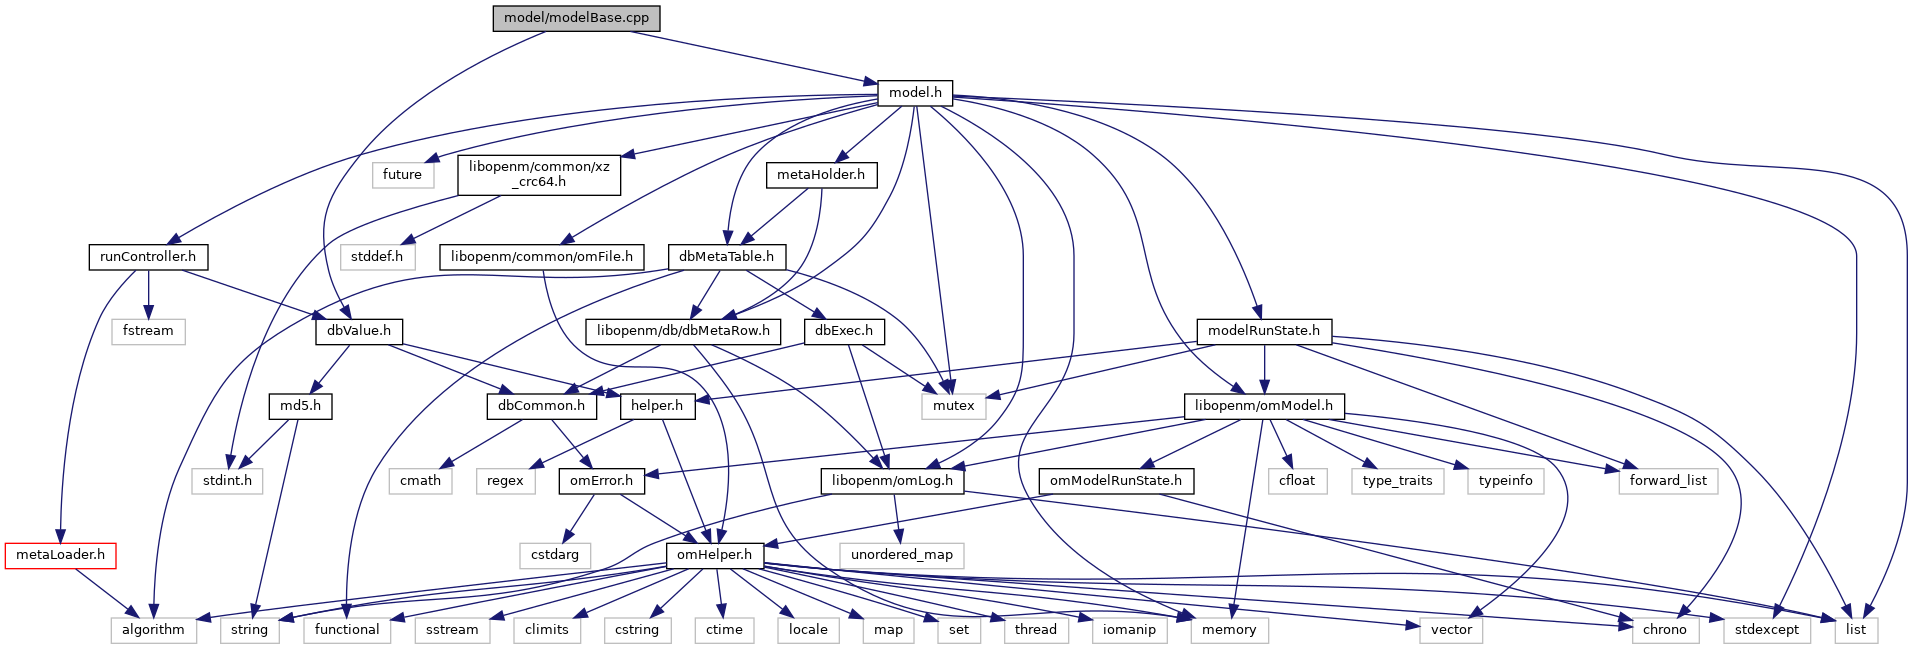 model/modelBase.cpp
model.h
future
libopenm/common/xz
_crc64.h
metaHolder.h
runController.h
stddef.h
libopenm/common/omFile.h
dbMetaTable.h
fstream
dbValue.h
libopenm/db/dbMetaRow.h
dbExec.h
modelRunState.h
md5.h
dbCommon.h
helper.h
mutex
libopenm/omModel.h
stdint.h
cmath
regex
omError.h
libopenm/omLog.h
omModelRunState.h
cfloat
type_traits
typeinfo
forward_list
metaLoader.h
cstdarg
omHelper.h
unordered_map
algorithm
string
functional
sstream
climits
cstring
ctime
locale
map
set
thread
iomanip
memory
vector
chrono
stdexcept
list